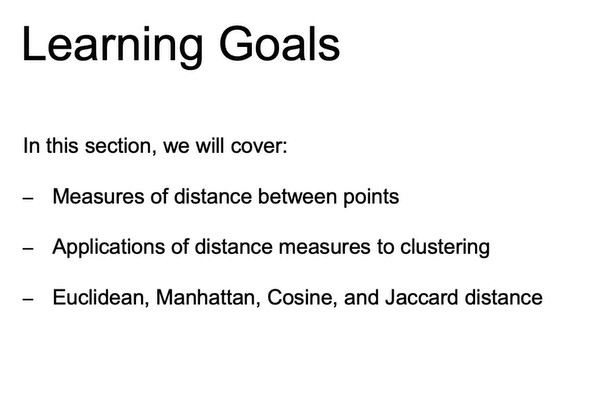 Learning Goals
In this section, we will cover:
– Measures of distance between points
– Applications of distance measures to clustering
– Euclidean, Manhattan, Cosine, and Jaccard distance